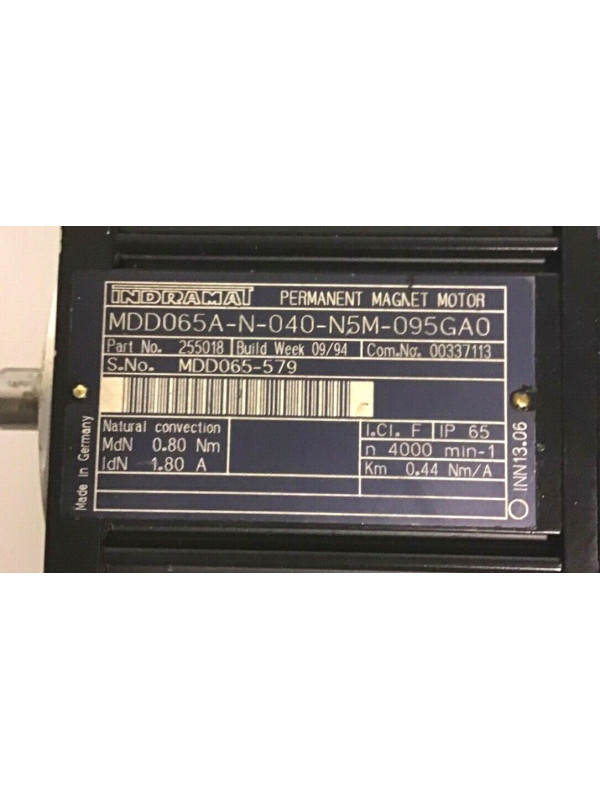 INDRAMAT PERMANENT MAGNET MOTOR
MDD065A-N-040-N5M-095GA0
Part No. 255018 Build Week 09/94 Com.No. 00337113
S.No. MDD065-579
Natural convection I.Cl. F IP 65
MdN 0.80 Nm n 4000 min-1
IdN 1.80 A Km 0.44 Nm/A
Made in Germany
INN13.06